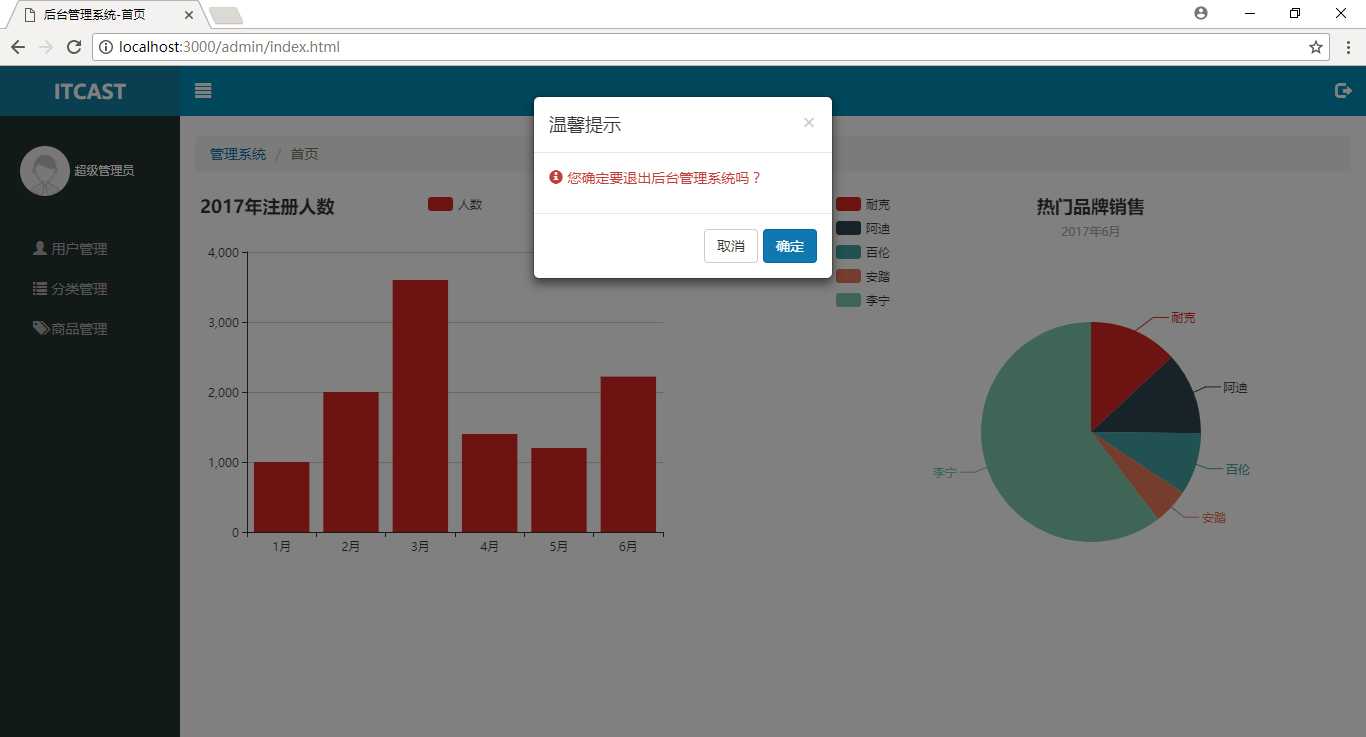 后台管理系统-首页
localhost:3000/admin/index.html
ITCAST
超级管理员
用户管理
分类管理
商品管理
管理系统 / 首页
温馨提示 ×
您确定要退出后台管理系统吗？
取消 确定
2017年注册人数
人数
4,000
3,000
2,000
1,000
0
1月 2月 3月 4月 5月 6月
耐克
阿迪
百伦
安踏
李宁
热门品牌销售
2017年6月
耐克
阿迪
百伦
安踏
李宁